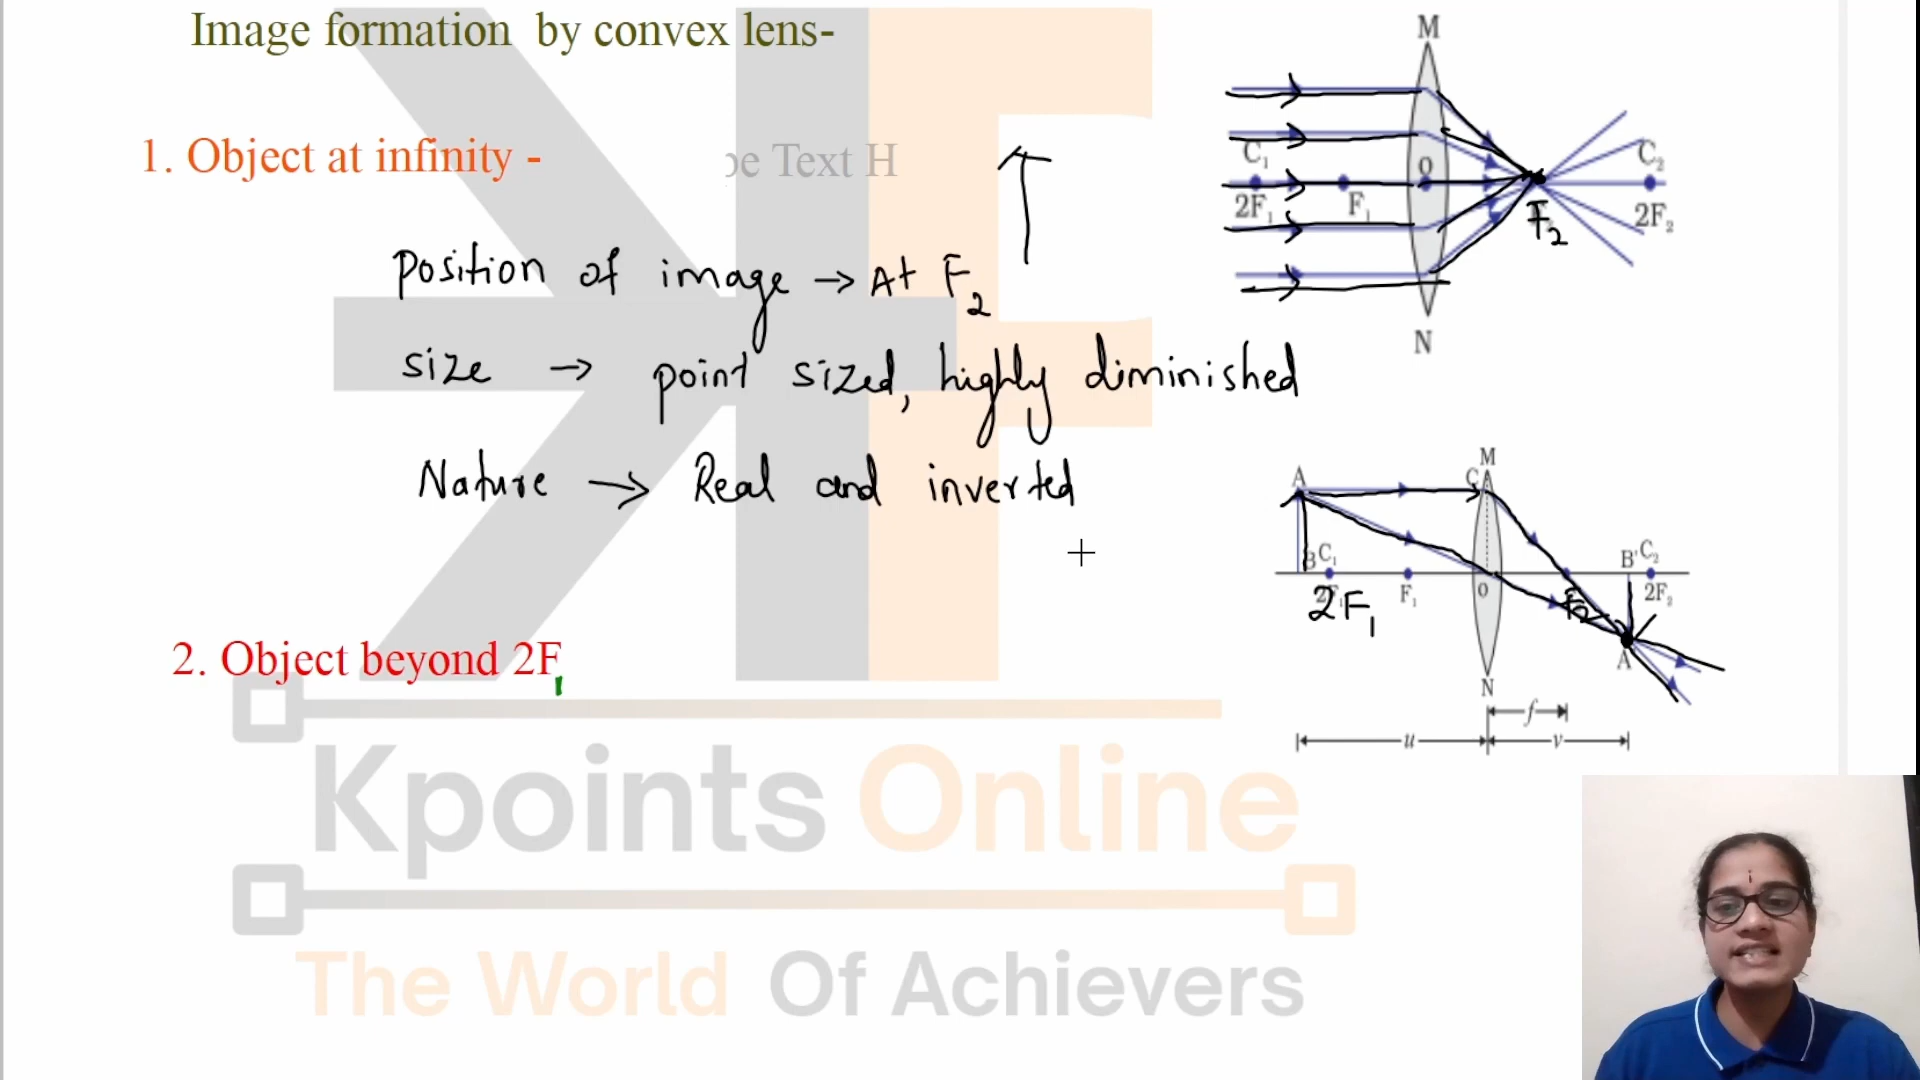 Image formation by convex lens-
1. Object at infinity -
pe Text H
Position of image → At F₂
size → point sized, highly diminished
Nature → Real and inverted
2. Object beyond 2F₁
M
C₁ O C₂
2F₁ F₁ F₂ 2F₂
N
M
A C
B C₁ B' C₂
2F₁ F₁ O F₂ 2F₂
A
N
f
u v
Kpoints Online
The World Of Achievers